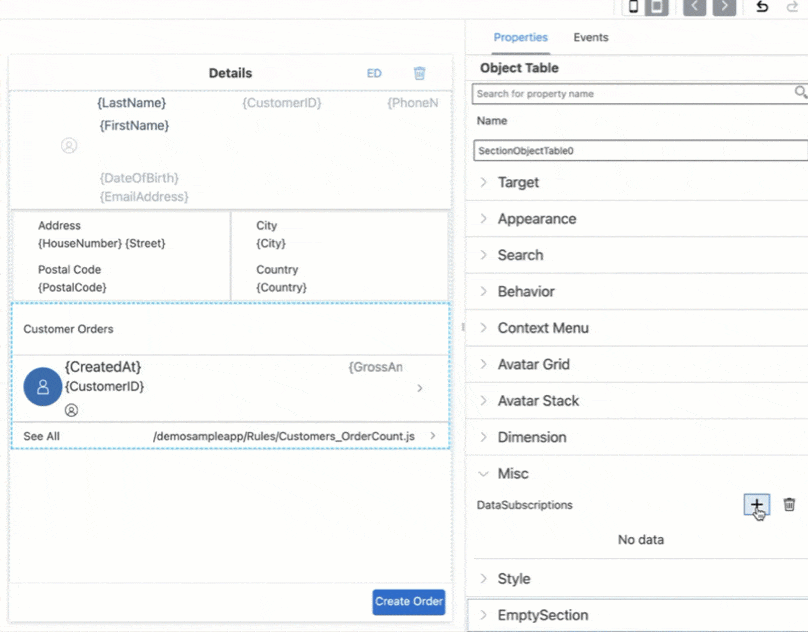 Properties
Events
Details
ED
Object Table
{LastName}
{CustomerID}
{PhoneN
{FirstName}
{DateOfBirth}
{EmailAddress}
Search for property name
Name
SectionObjectTable0
Address
{HouseNumber} {Street}
City
{City}
Postal Code
{PostalCode}
Country
{Country}
Customer Orders
{CreatedAt}
{GrossAn
{CustomerID}
See All
/demosampleapp/Rules/Customers_OrderCount.js
Create Order
Target
Appearance
Search
Behavior
Context Menu
Avatar Grid
Avatar Stack
Dimension
Misc
DataSubscriptions
No data
Style
EmptySection